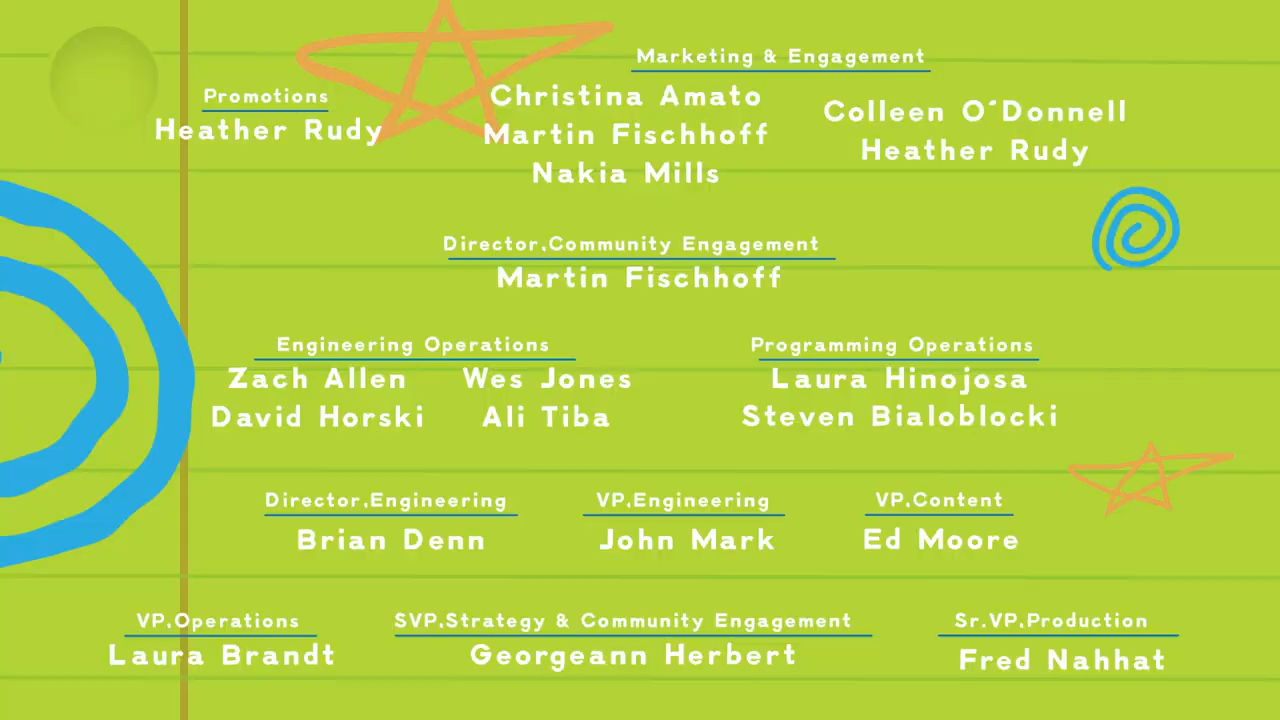 Promotions
Heather Rudy
Marketing & Engagement
Christina Amato
Martin Fischhoff
Nakia Mills
Colleen O´Donnell
Heather Rudy
Director,Community Engagement
Martin Fischhoff
Engineering Operations
Zach Allen
David Horski
Wes Jones
Ali Tiba
Programming Operations
Laura Hinojosa
Steven Bialoblocki
Director,Engineering
Brian Denn
VP,Engineering
John Mark
VP,Content
Ed Moore
VP,Operations
Laura Brandt
SVP,Strategy & Community Engagement
Georgeann Herbert
Sr.VP,Production
Fred Nahhat